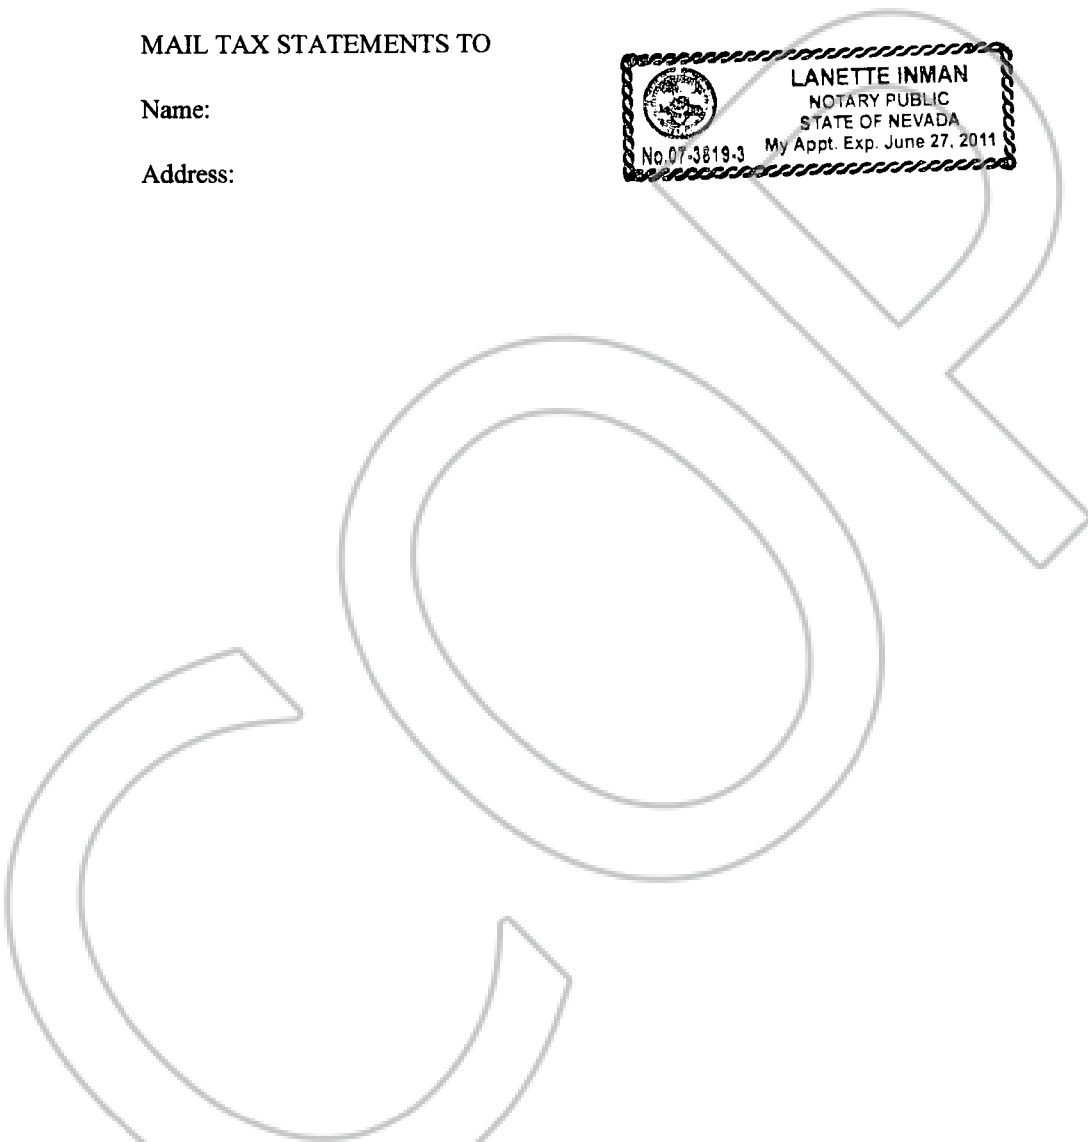 MAIL TAX STATEMENTS TO
Name:
Address:
LANETTE INMAN
NOTARY PUBLIC
STATE OF NEVADA
No.07-3819-3 My Appt. Exp. June 27, 2011
COP